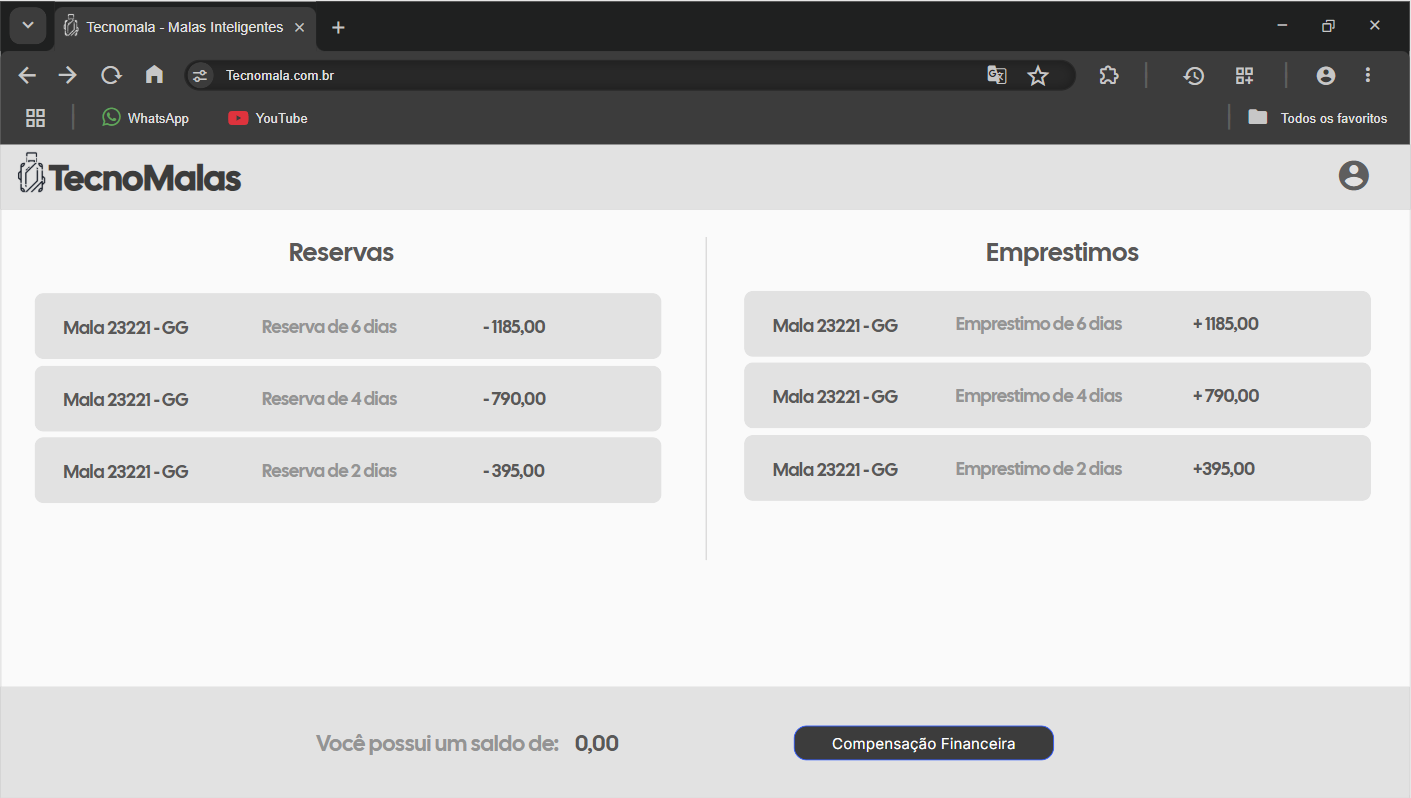 Tecnomala - Malas Inteligentes
Tecnomala.com.br
WhatsApp
YouTube
Todos os favoritos
TecnoMalas
Reservas
Mala 23221 - GG Reserva de 6 dias - 1185,00
Mala 23221 - GG Reserva de 4 dias - 790,00
Mala 23221 - GG Reserva de 2 dias - 395,00
Emprestimos
Mala 23221 - GG Emprestimo de 6 dias + 1185,00
Mala 23221 - GG Emprestimo de 4 dias + 790,00
Mala 23221 - GG Emprestimo de 2 dias +395,00
Você possui um saldo de: 0,00
Compensação Financeira